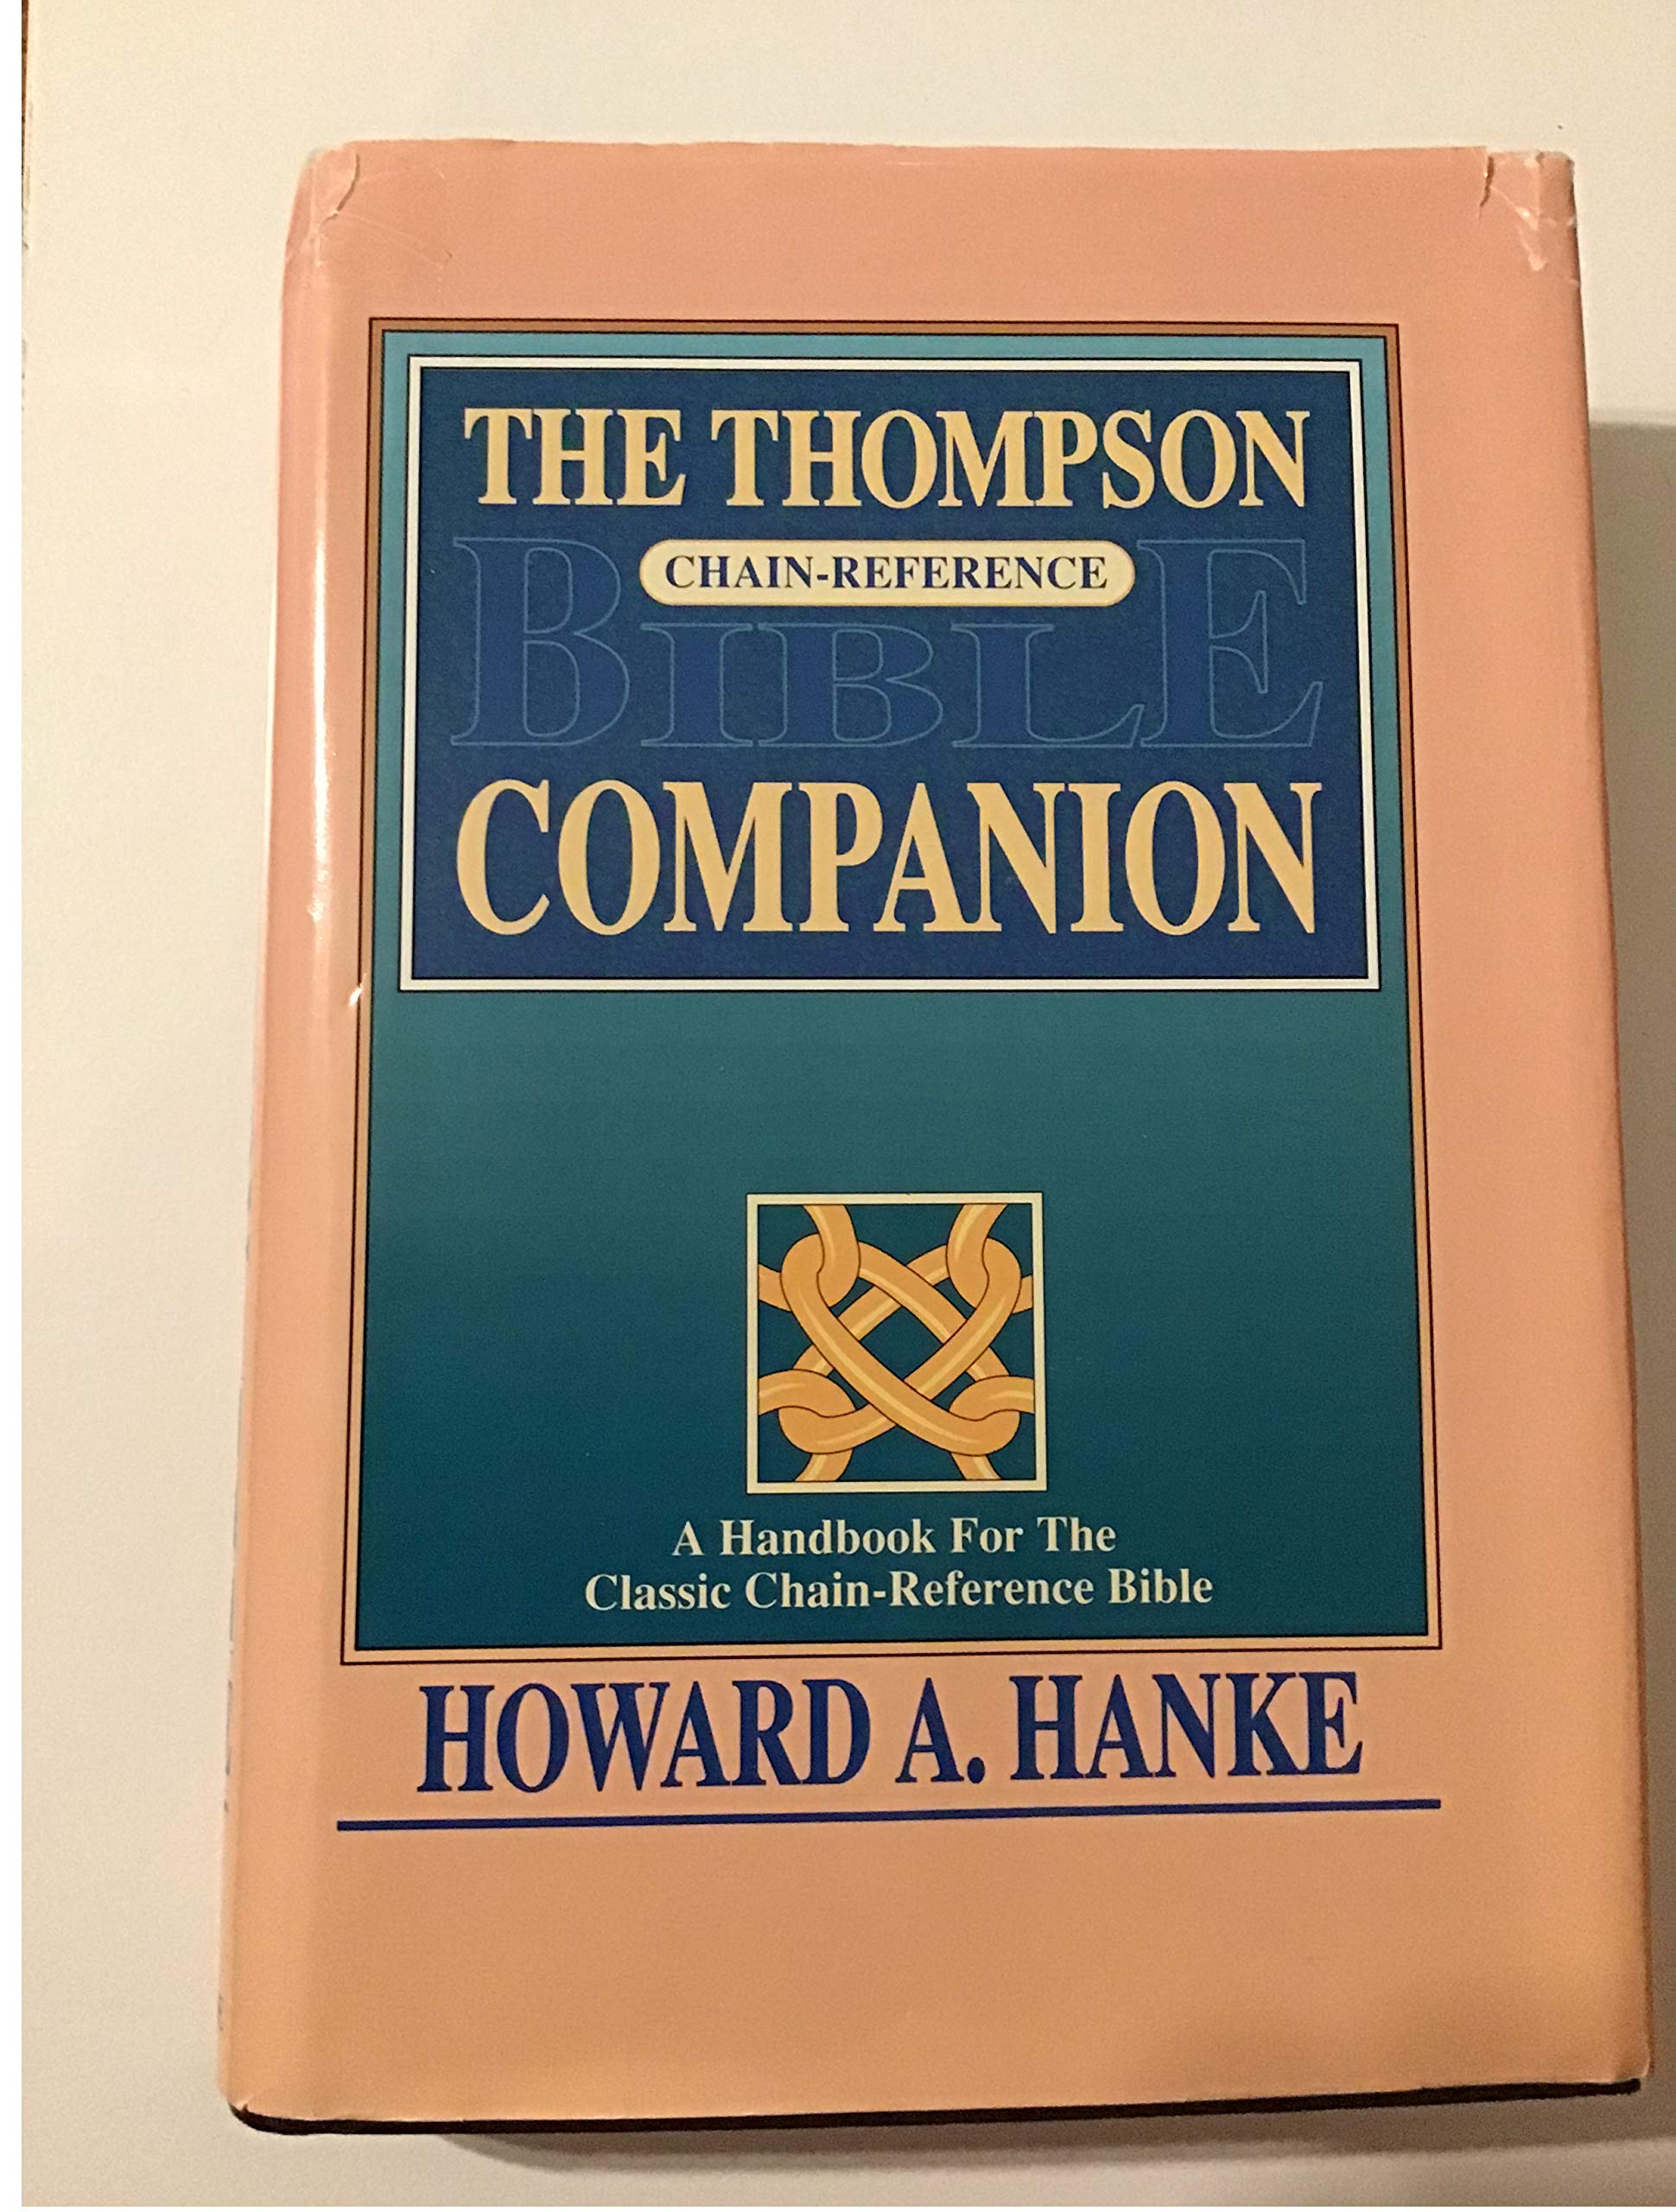 THE THOMPSON
CHAIN-REFERENCE
BIBLE
COMPANION
A Handbook For The
Classic Chain-Reference Bible
HOWARD A. HANKE